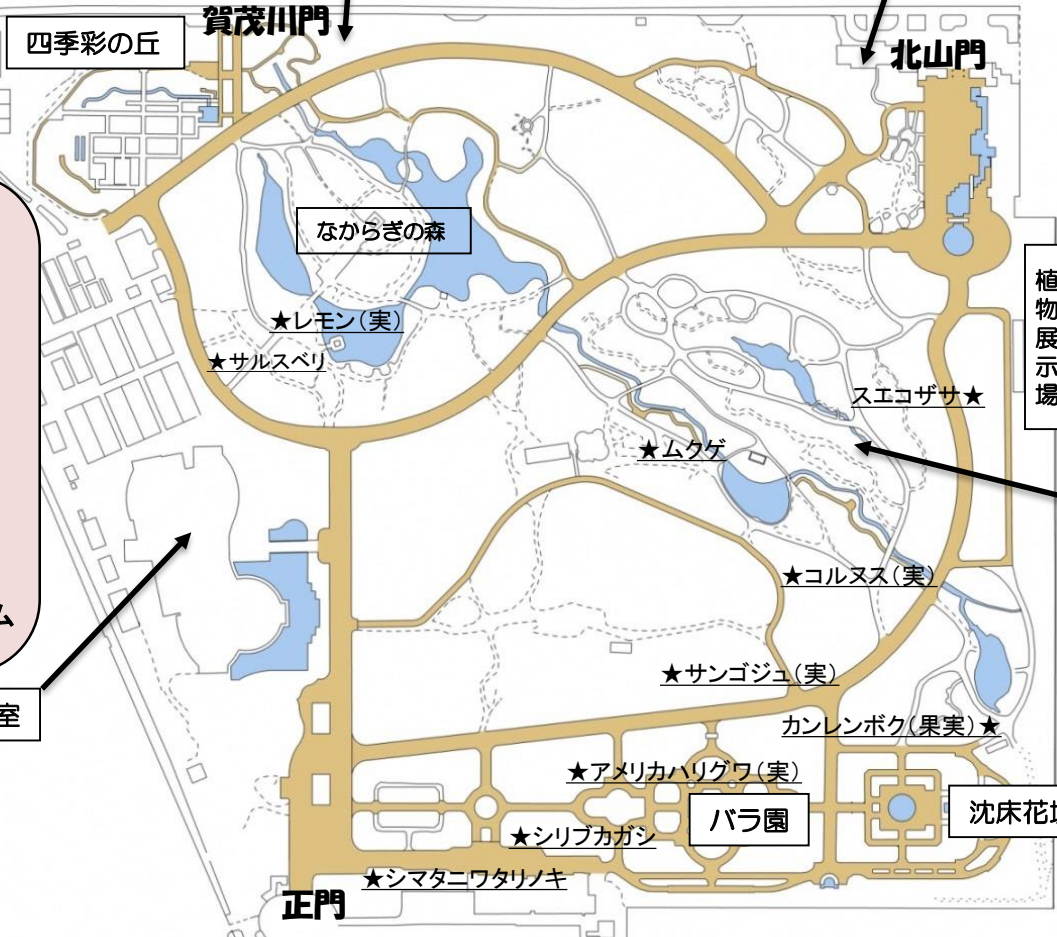 賀茂川門
四季彩の丘
北山門
なからぎの森
植物展示場
★レモン(実)
★サルスベリ
スエコザサ★
★ムクゲ
★コルヌス(実)
ム
★サンゴジュ(実)
室
カンレンボク(果実)★
★アメリカハリグワ(実)
バラ園
沈床花
★シリブカガシ
★シマタニワタリノキ
正門